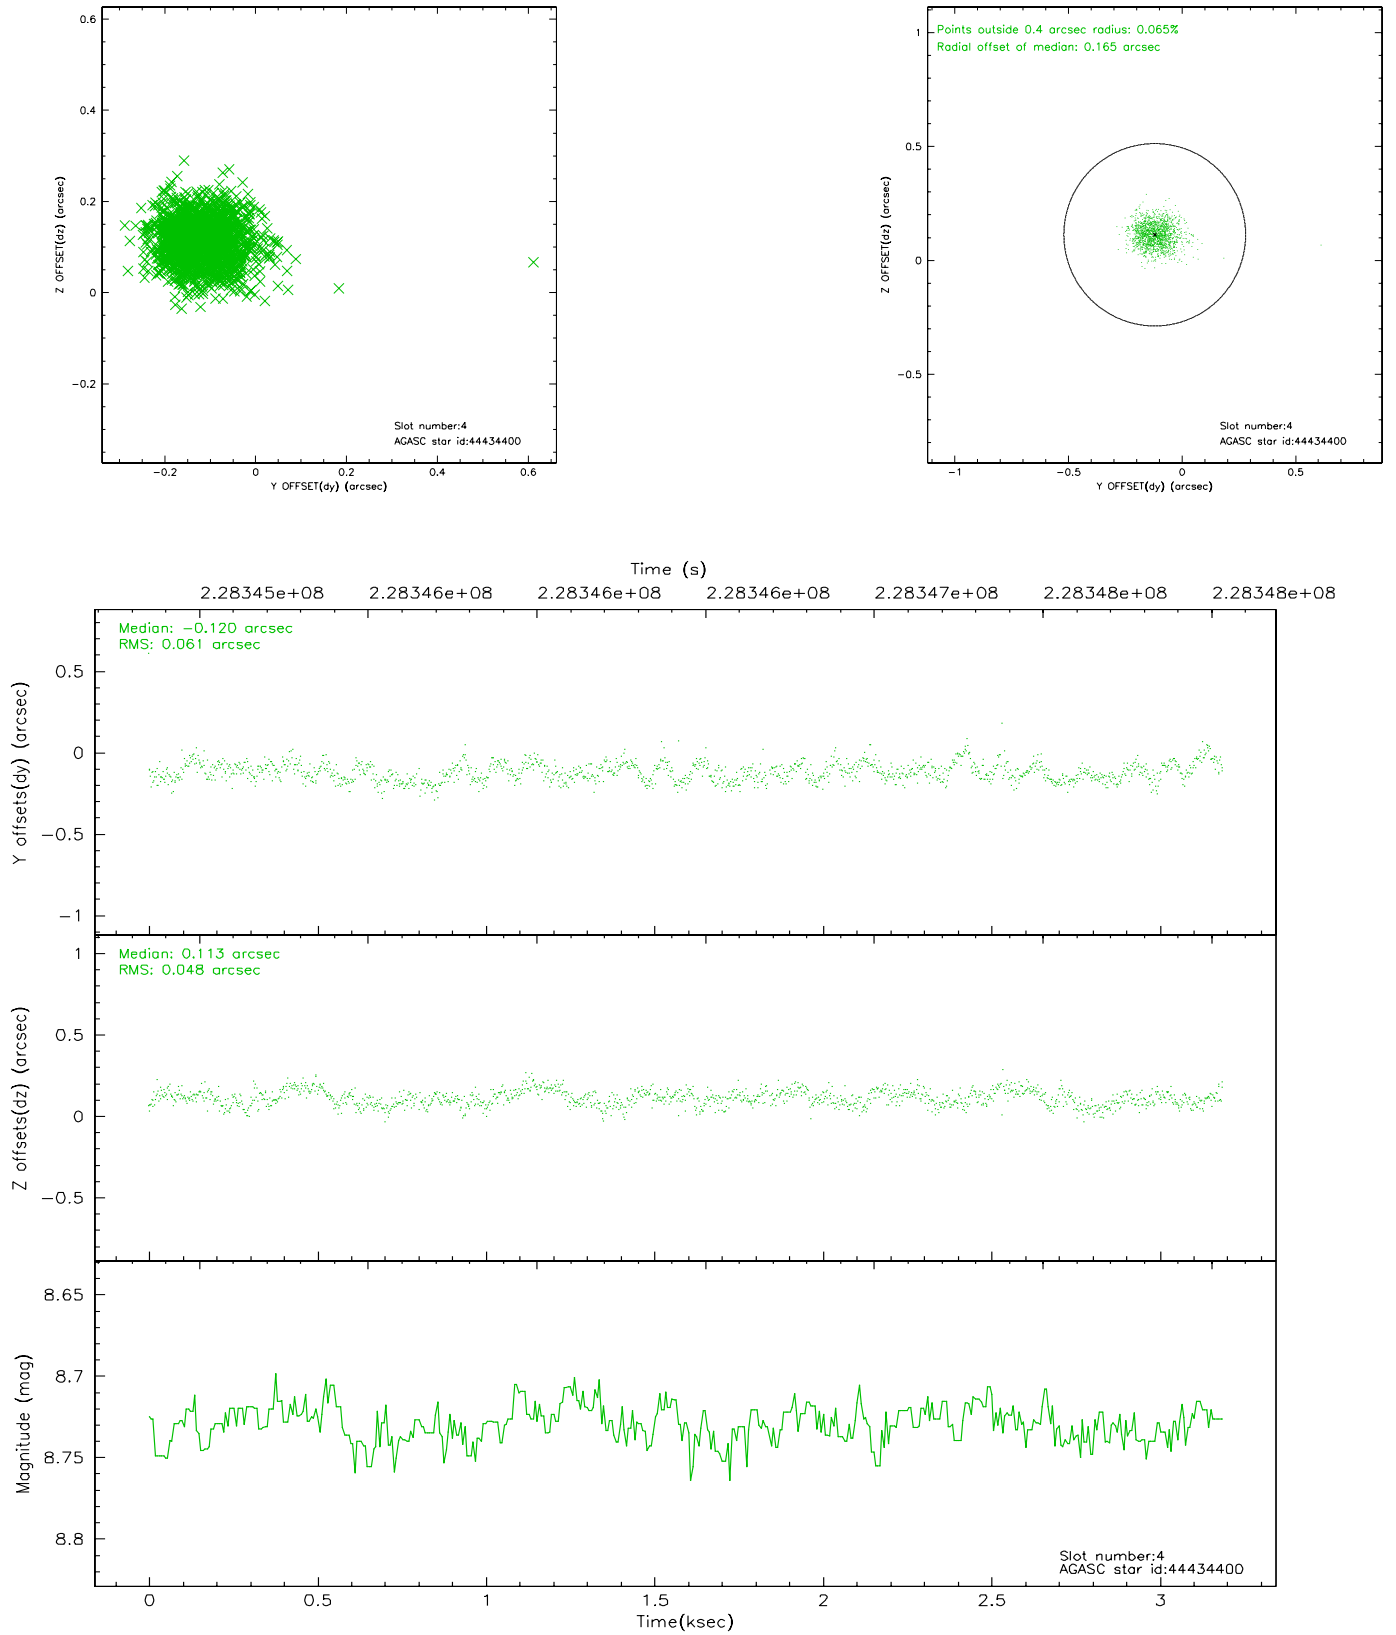 0.6
0.4
0.2
0
−0.2
Z OFFSET(dz) (arcsec)
Slot number:4
AGASC star id:44434400
−0.2 0 0.2 0.4 0.6
Y OFFSET(dy) (arcsec)
Points outside 0.4 arcsec radius: 0.065%
Radial offset of median: 0.165 arcsec
1
0.5
0
−0.5
Z OFFSET(dz) (arcsec)
Slot number:4
AGASC star id:44434400
−1 −0.5 0 0.5
Y OFFSET(dy) (arcsec)
Time (s)
2.28345e+08 2.28346e+08 2.28346e+08 2.28346e+08 2.28347e+08 2.28348e+08 2.28348e+08
Median: −0.120 arcsec
RMS: 0.061 arcsec
0.5
0
−0.5
−1
Y offsets(dy) (arcsec)
Median: 0.113 arcsec
RMS: 0.048 arcsec
1
0.5
0
−0.5
Z offsets(dz) (arcsec)
8.65
8.7
8.75
8.8
Magnitude (mag)
Slot number:4
AGASC star id:44434400
0 0.5 1 1.5 2 2.5 3
Time(ksec)